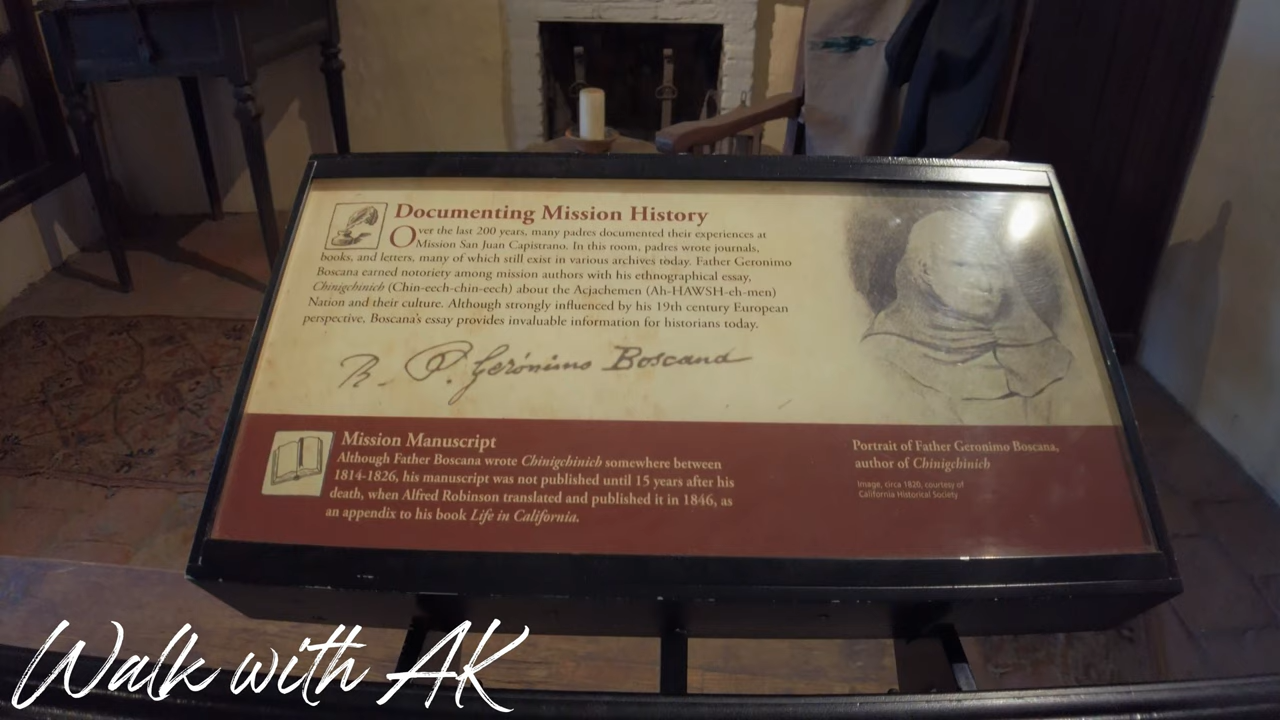 Documenting Mission History
Over the last 200 years, many padres documented their experiences at
Mission San Juan Capistrano. In this room, padres wrote journals,
books, and letters, many of which still exist in various archives today. Father Geronimo
Boscana earned notoriety among mission authors with his ethnographical essay,
Chinigchinich (Chin-eech-chin-eech) about the Acjachemen (Ah-HAWSH-eh-men)
Nation and their culture. Although strongly influenced by his 19th century European
perspective, Boscana's essay provides invaluable information for historians today.
Gerónimo Boscana
Mission Manuscript
Although Father Boscana wrote Chinigchinich somewhere between
1814-1826, his manuscript was not published until 15 years after his
death, when Alfred Robinson translated and published it in 1846, as
an appendix to his book Life in California.
Portrait of Father Geronimo Boscana,
author of Chinigchinich
Image, circa 1820, courtesy of
California Historical Society
Walk with AK